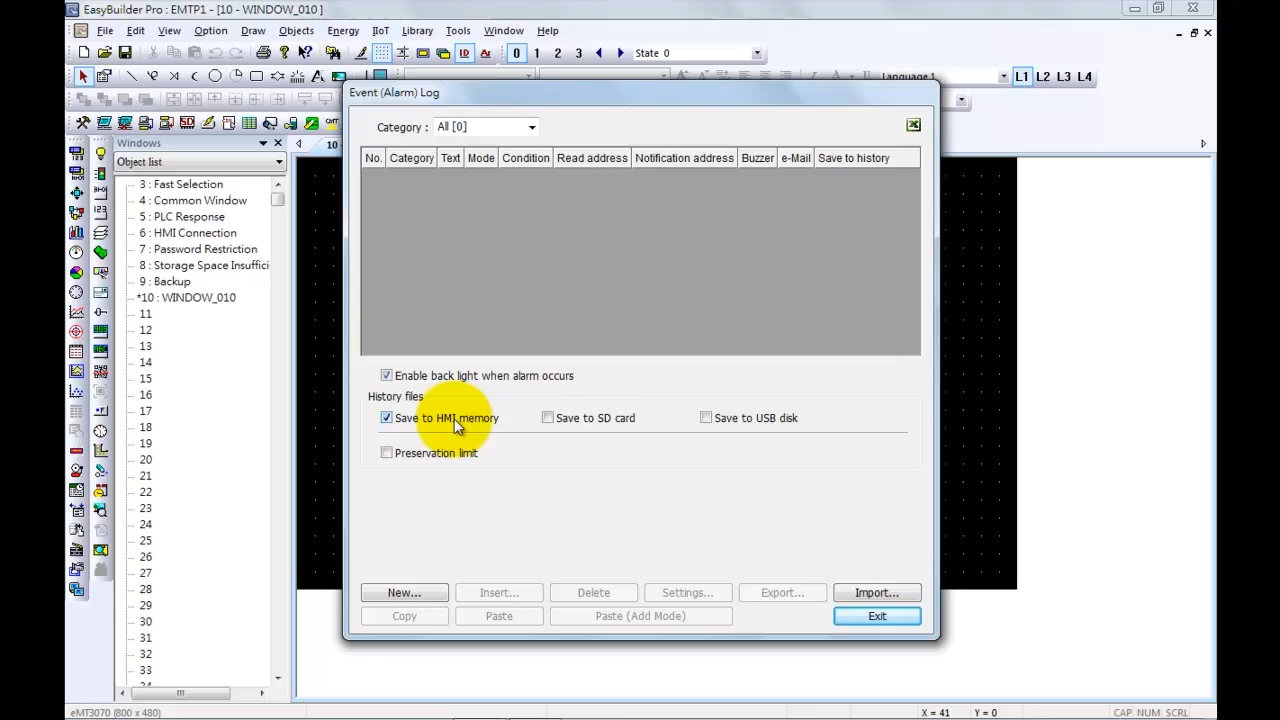 EasyBuilder Pro : EMTP1 - [10 - WINDOW_010 ]
File Edit View Option Draw Objects Energy IIoT Library Tools Window Help
ID Ar 0 1 2 3 State 0
A Language 1 L1 L2 L3 L4
SD
Windows
10
Object list
3 : Fast Selection
4 : Common Window
5 : PLC Response
6 : HMI Connection
7 : Password Restriction
8 : Storage Space Insuffici
9 : Backup
*10 : WINDOW_010
11
12
13
14
15
16
17
18
19
20
21
22
23
24
25
26
27
28
29
30
31
32
33
Event (Alarm) Log
Category : All [0]
No. Category Text Mode Condition Read address Notification address Buzzer e-Mail Save to history
Enable back light when alarm occurs
History files
Save to HMI memory Save to SD card Save to USB disk
Preservation limit
New... Insert... Delete Settings... Export... Import...
Copy Paste Paste (Add Mode) Exit
eMT3070 (800 x 480) X = 41 Y = 0 CAP NUM SCRL